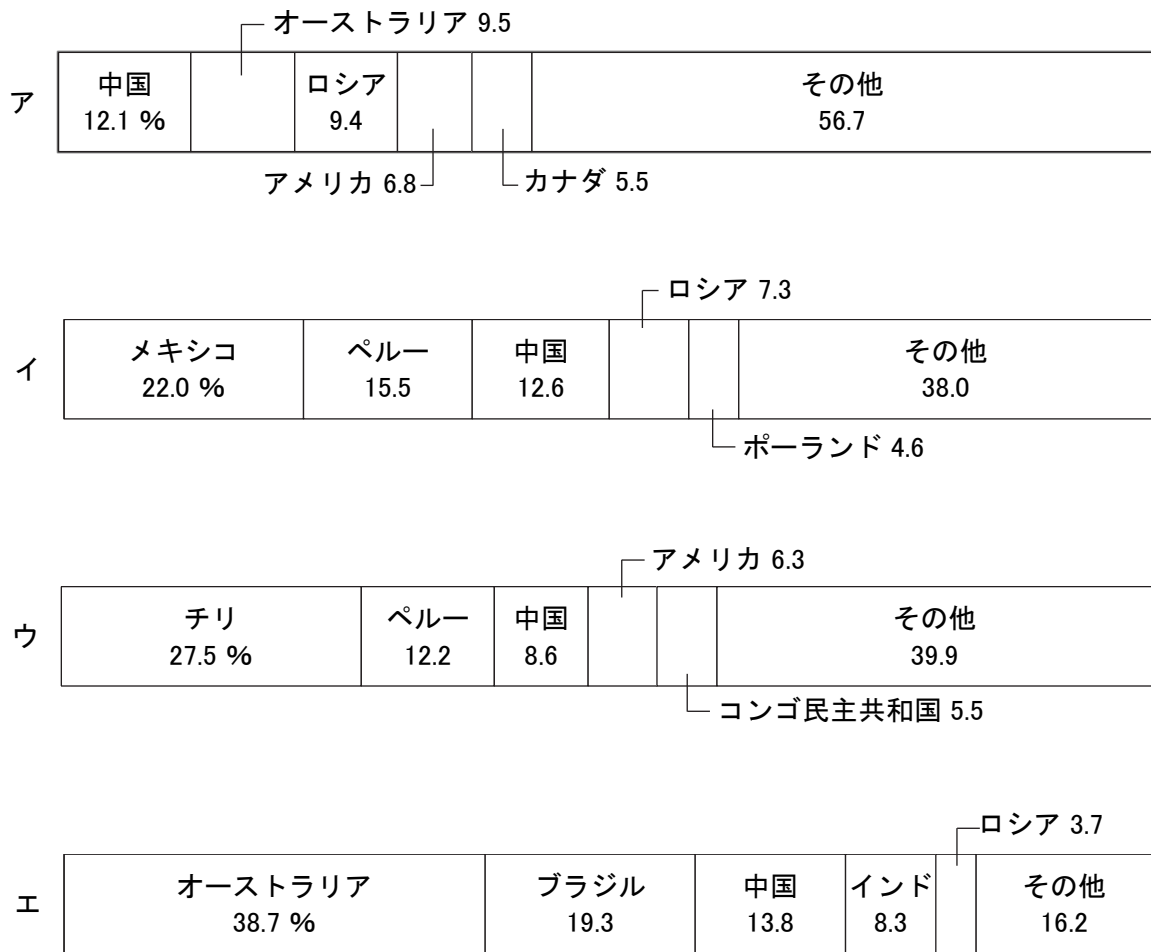 オーストラリア 9.5
ア
中国
12.1 %
ロシア
9.4
その他
56.7
アメリカ 6.8
カナダ 5.5
ロシア 7.3
イ
メキシコ
22.0 %
ペルー
15.5
中国
12.6
その他
38.0
ポーランド 4.6
アメリカ 6.3
ウ
チリ
27.5 %
ペルー
12.2
中国
8.6
その他
39.9
コンゴ民主共和国 5.5
ロシア 3.7
エ
オーストラリア
38.7 %
ブラジル
19.3
中国
13.8
インド
8.3
その他
16.2